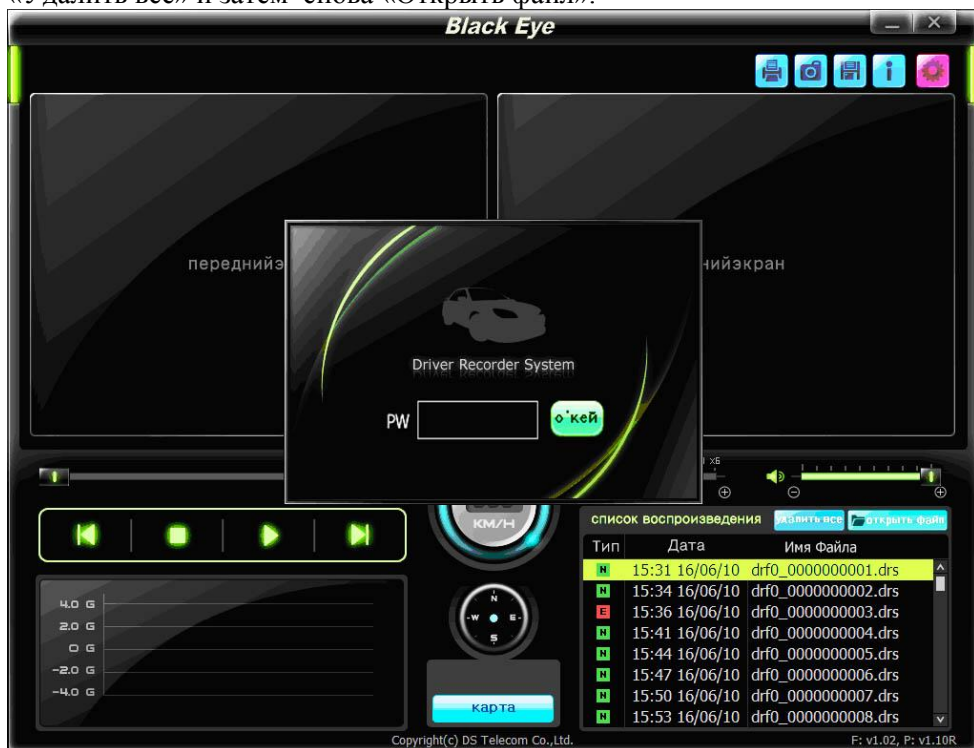 «Удалить все» и затем снова «Открыть файл».
Black Eye
переднийэ
нийэкран
Driver Recorder System
PW
о'кей
X6
KM/H
N
W E
S
4.0 G
2.0 G
0 G
-2.0 G
-4.0 G
карта
список воспроизведения удалить все открыть файл
Тип Дата Имя Файла
N 15:31 16/06/10 drf0_0000000001.drs
N 15:34 16/06/10 drf0_0000000002.drs
E 15:36 16/06/10 drf0_0000000003.drs
N 15:41 16/06/10 drf0_0000000004.drs
N 15:44 16/06/10 drf0_0000000005.drs
N 15:47 16/06/10 drf0_0000000006.drs
N 15:50 16/06/10 drf0_0000000007.drs
N 15:53 16/06/10 drf0_0000000008.drs
Copyright(c) DS Telecom Co.,Ltd.
F: v1.02, P: v1.10R